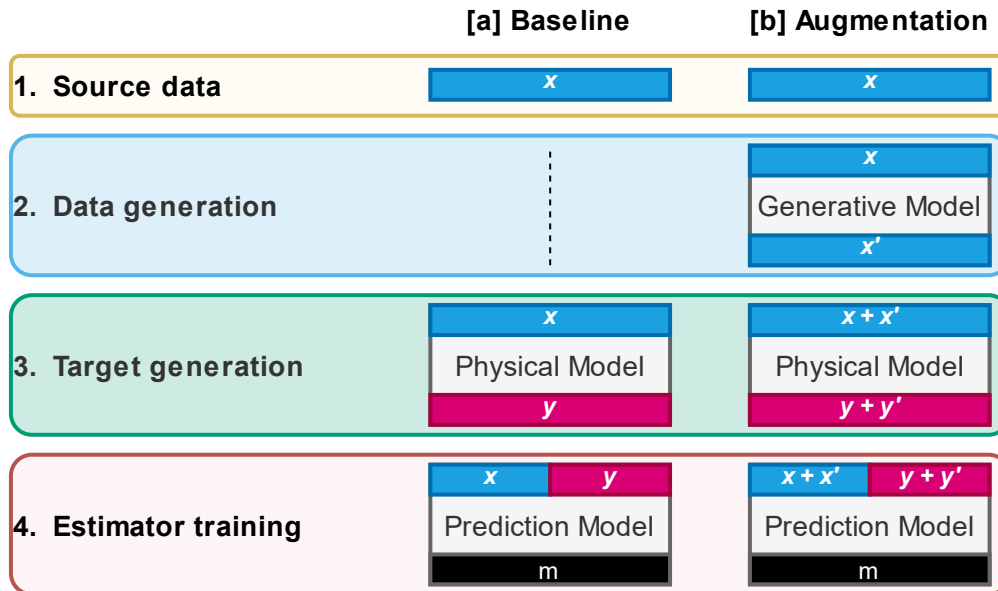 [a] Baseline [b] Augmentation
1. Source data x x
2. Data generation x
Generative Model
x'
3. Target generation x x + x'
Physical Model Physical Model
y y + y'
4. Estimator training x y x + x' y + y'
Prediction Model Prediction Model
m m